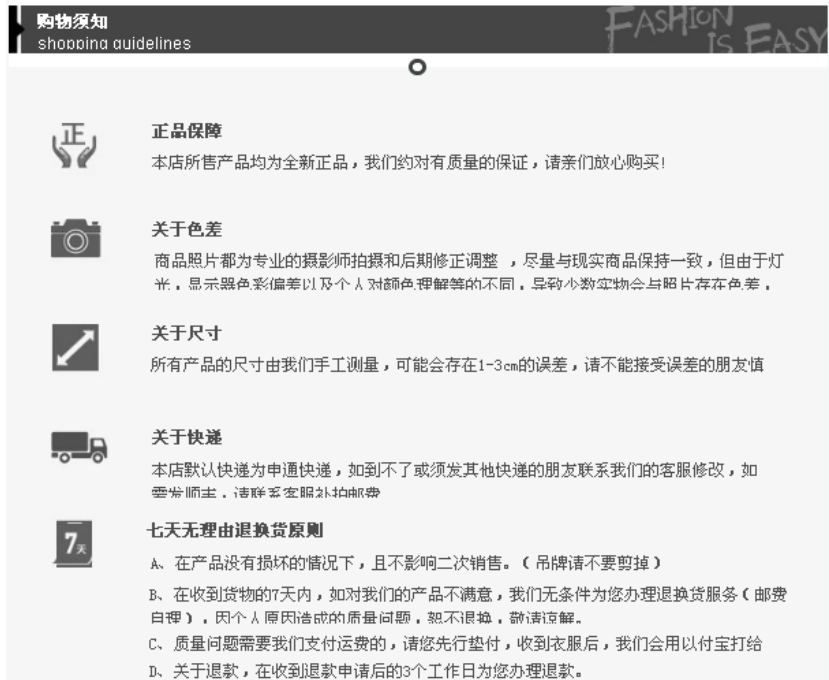 购物须知
shopping guidelines
FASHION
IS EASY
正
正品保障
本店所售产品均为全新正品，我们约对有质量的保证，请亲们放心购买!
关于色差
商品照片都为专业的摄影师拍摄和后期修正调整 ，尽量与现实商品保持一致，但由于灯
光，显示器色彩偏差以及个人对颜色理解等的不同，导致少数实物会与照片存在色差，
关于尺寸
所有产品的尺寸由我们手工测量，可能会存在1-3cm的误差，请不能接受误差的朋友慎
关于快递
本店默认快递为申通快递，如到不了或须发其他快递的朋友联系我们的客服修改，如
需发顺丰，请联系客服补拍邮费
7天
七天无理由退换货原则
A、在产品没有损坏的情况下，且不影响二次销售。（吊牌请不要剪掉）
B、在收到货物的7天内，如对我们的产品不满意，我们无条件为您办理退换货服务（邮费
自理），因个人原因造成的质量问题，恕不退换，敬请谅解。
C、质量问题需要我们支付运费的，请您先行垫付，收到衣服后，我们会用以付宝打给
D、关于退款，在收到退款申请后的3个工作日为您办理退款。